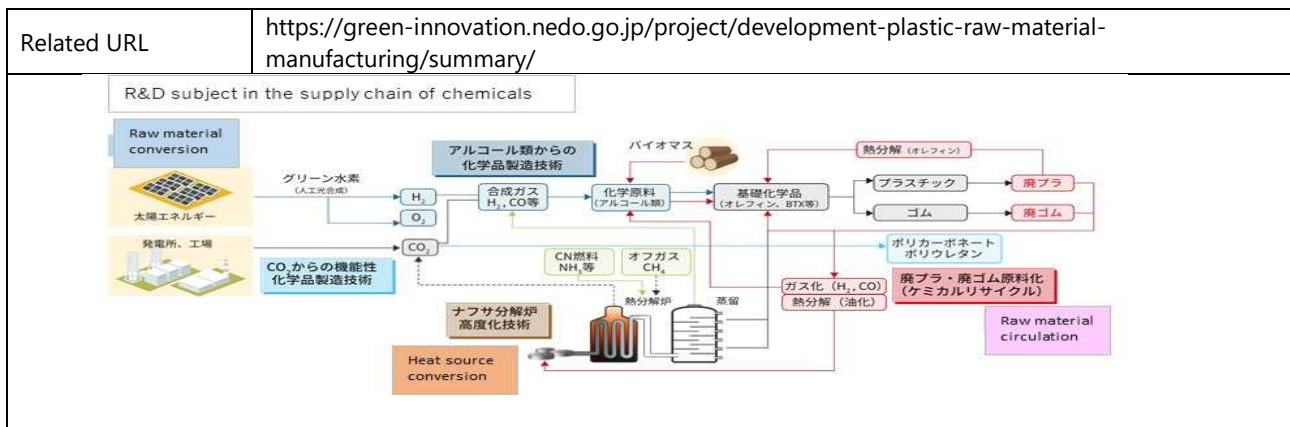 Related URL
https://green-innovation.nedo.go.jp/project/development-plastic-raw-material-
manufacturing/summary/
R&D subject in the supply chain of chemicals
Raw material
conversion
太陽エネルギー
発電所、工場
グリーン水素
(人工光合成)
H₂
O₂
CO₂
CO₂からの機能性
化学品製造技術
アルコール類からの
化学品製造技術
合成ガス
H₂, CO等
バイオマス
化学原料
(アルコール類)
基礎化学品
(オレフィン、BTX等)
熱分解 (オレフィン)
プラスチック
廃プラ
ゴム
廃ゴム
ポリカーボネート
ポリウレタン
CN燃料
NH₃等
オフガス
CH₄
熱分解炉
蒸留
ナフサ分解炉
高度化技術
Heat source
conversion
ガス化 (H₂, CO)
熱分解 (油化)
廃プラ・廃ゴム原料化
(ケミカルリサイクル)
Raw material
circulation